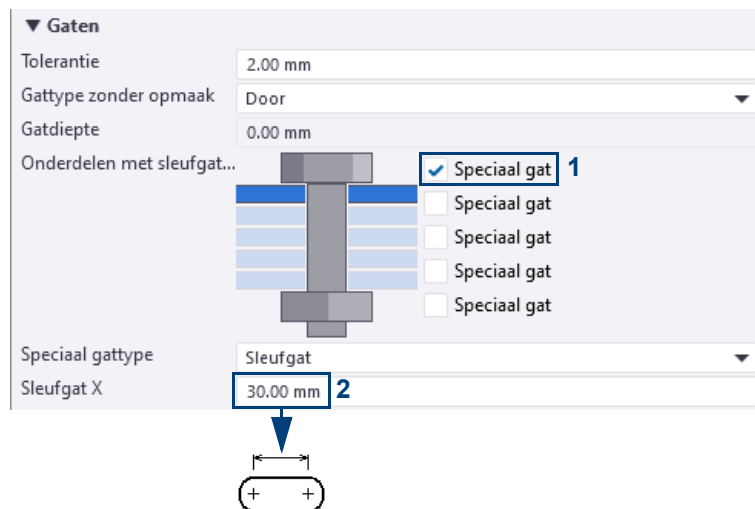 ▼ Gaten
Tolerantie 2.00 mm
Gattype zonder opmaak Door
Gatdiepte 0.00 mm
Onderdelen met sleufgat... Speciaal gat 1
Speciaal gat
Speciaal gat
Speciaal gat
Speciaal gat
Speciaal gattype Sleufgat
Sleufgat X 30.00 mm 2